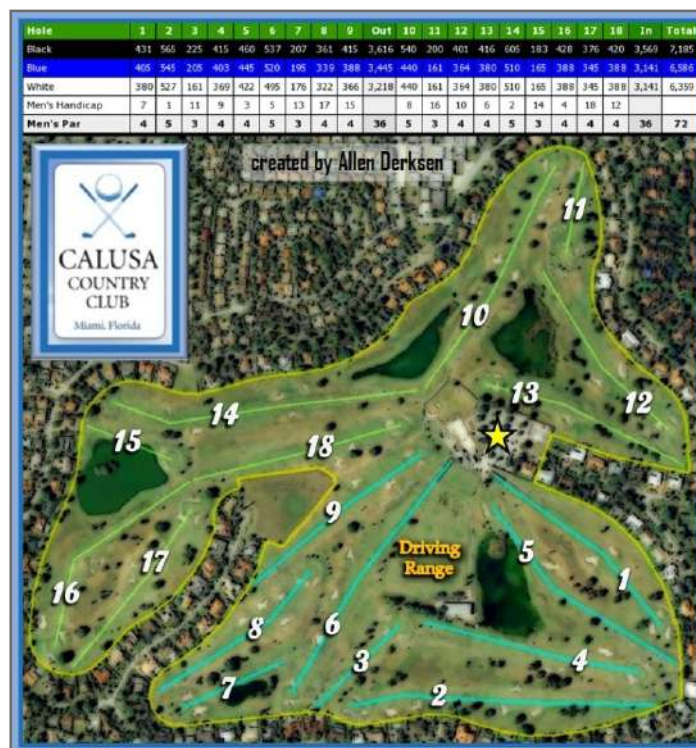 Hole 1 2 3 4 5 6 7 8 9 Out 10 11 12 13 14 15 16 17 18 In Total
Black 431 565 225 415 460 537 207 361 415 3,616 540 200 401 416 605 183 428 376 420 3,569 7,185
Blue 405 545 205 403 445 520 195 339 388 3,445 440 161 364 380 510 165 388 345 388 3,141 6,586
White 380 527 161 369 422 495 176 322 366 3,218 440 161 364 380 510 165 388 345 388 3,141 6,359
Men's Handicap 7 1 11 9 3 5 13 17 15 8 16 10 6 2 14 4 18 12
Men's Par 4 5 3 4 4 5 3 4 4 36 5 3 4 4 5 3 4 4 4 36 72
created by Allen Derksen
CALUSA
COUNTRY
CLUB
Miami, Florida
11
10
13
12
14
15
18
9
Driving
Range
5
1
17
16
8
6
3
4
7
2